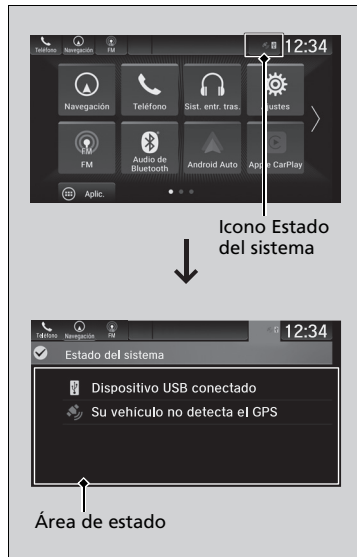 Teléfono Navegación FM
12:34
Navegación Teléfono Sist. entr. tras. Ajustes
FM
FM Audio de Bluetooth Android Auto Apple CarPlay
Aplic.
Icono Estado
del sistema
Teléfono Navegación FM
12:34
Estado del sistema
Dispositivo USB conectado
Su vehículo no detecta el GPS
Área de estado